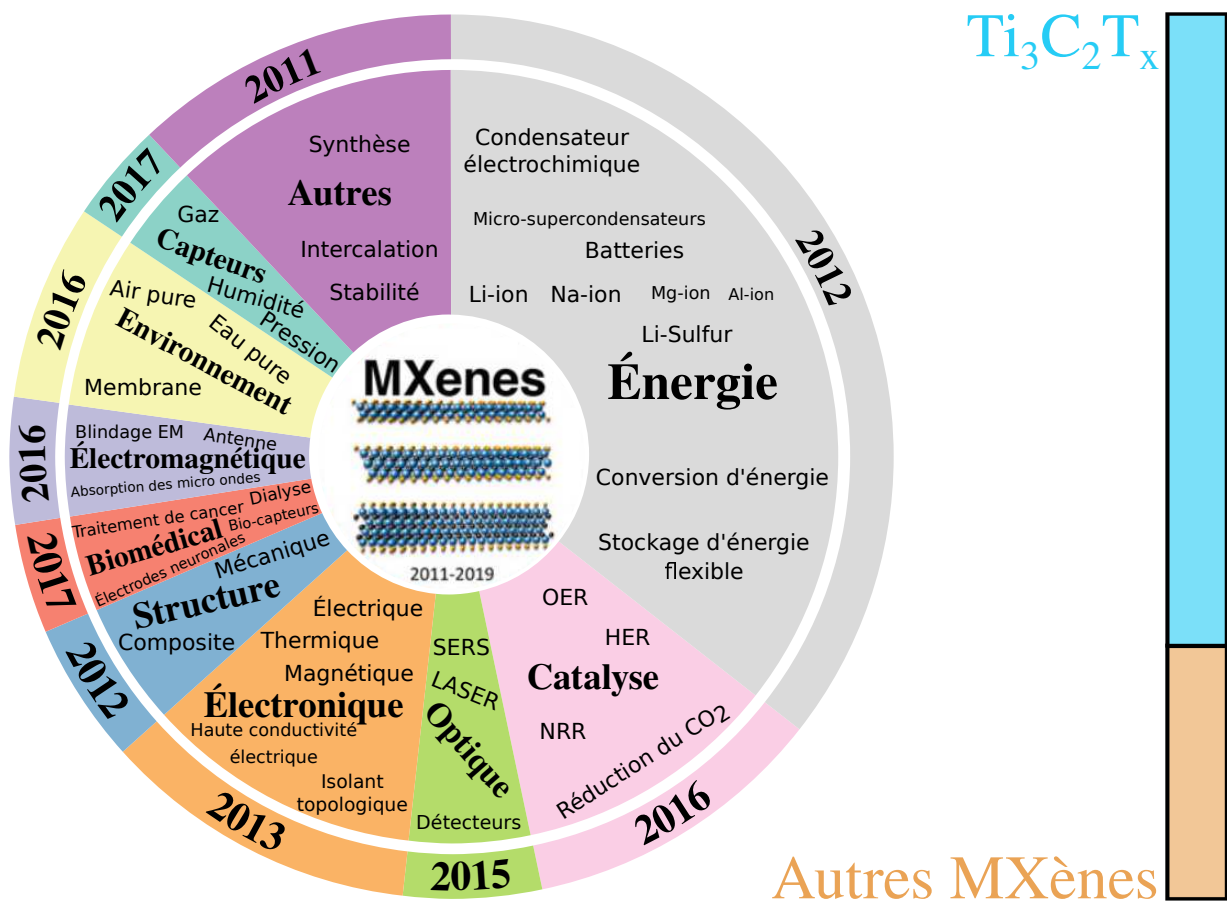 Ti₃C₂Tₓ
Autres MXènes
2011
Synthèse
Autres
Intercalation
Stabilité
2012
Condensateur
électrochimique
Micro-supercondensateurs
Batteries
Li-ion Na-ion Mg-ion Al-ion
Li-Sulfur
Énergie
Conversion d'énergie
Stockage d'énergie
flexible
2016
OER
HER
Catalyse
NRR
Réduction du CO₂
2015
SERS
LASER
Optique
Détecteurs
2013
Électrique
Thermique
Magnétique
Électronique
Haute conductivité
électrique
Isolant
topologique
2012
Mécanique
Structure
Composite
2017
Traitement de cancer
Dialyse
Biomédical
Bio-capteurs
Électrodes neuronales
2016
Blindage EM
Antenne
Électromagnétique
Absorption des micro ondes
2016
Air pure
Eau pure
Environnement
Membrane
2017
Gaz
Capteurs
Humidité
Pression
MXenes
2011-2019